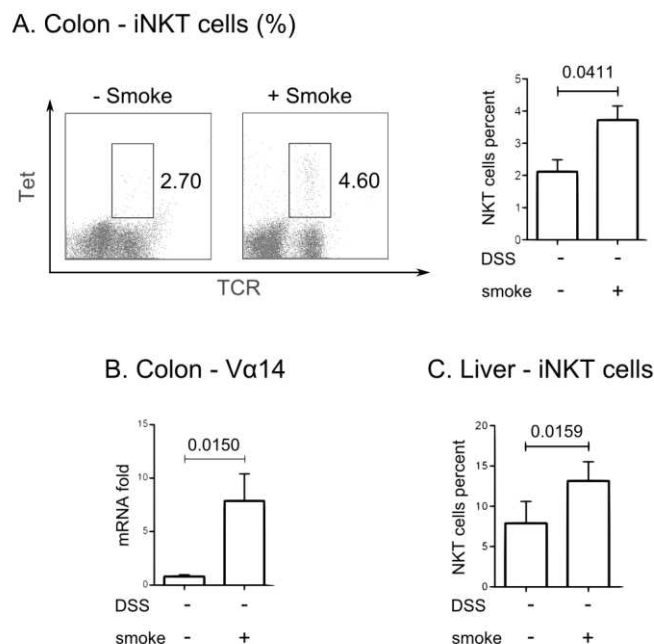 A. Colon - iNKT cells (%)
- Smoke
+ Smoke
Tet
2.70
4.60
TCR
0.0411
NKT cells percent
5
4
3
2
1
0
DSS - -
smoke - +
B. Colon - Vα14
0.0150
mRNA fold
15
10
5
0
DSS - -
smoke - +
C. Liver - iNKT cells
0.0159
NKT cells percent
20
15
10
5
0
DSS - -
smoke - +